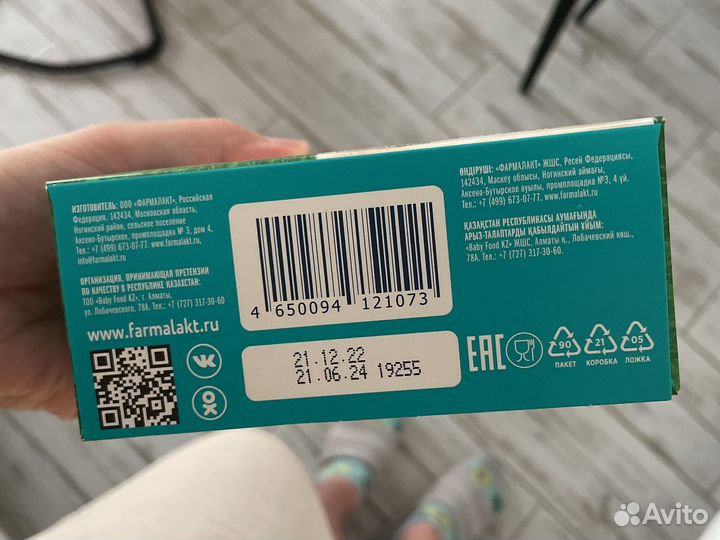 ИЗГОТОВИТЕЛЬ: ООО «ФАРМАЛАКТ», Российская
Федерация, 142434, Московская область,
Ногинский район, сельское поселение
Аксено-Бутырское, промплощадка № 3, дом 4.
Тел.: +7 (499) 673-07-77. www.farmalakt.ru,
info@farmalakt.ru
ОРГАНИЗАЦИЯ, ПРИНИМАЮЩАЯ ПРЕТЕНЗИИ
ПО КАЧЕСТВУ В РЕСПУБЛИКЕ КАЗАХСТАН:
ТОО «Baby Food KZ», г. Алматы,
ул. Лобачевского, 78А. Тел.: +7 (727) 317-30-60
www.farmalakt.ru
4 650094 121073
21.12.22
21.06.24 19255
ӨНДІРУШІ: «ФАРМАЛАКТ» ЖШС, Ресей Федерациясы,
142434, Маскеу облысы, Ногинский аймағы,
Аксено-Бутырское ауылы, промплощадка №3, 4 үй.
Тел.: +7 (499) 673-07-77. www.farmalakt.ru
ҚАЗАҚСТАН РЕСПУБЛИКАСЫ АУМАҒЫНДА
АРЫЗ-ТАЛАПТАРДЫ ҚАБЫЛДАЙТЫН ҰЙЫМ:
«Baby Food KZ» ЖШС, Алматы қ., Лобачевский көш.,
78А. Тел.: +7 (727) 317-30-60.
EAC
90 21 05
ПАКЕТ КОРОБКА ЛОЖКА
Avito